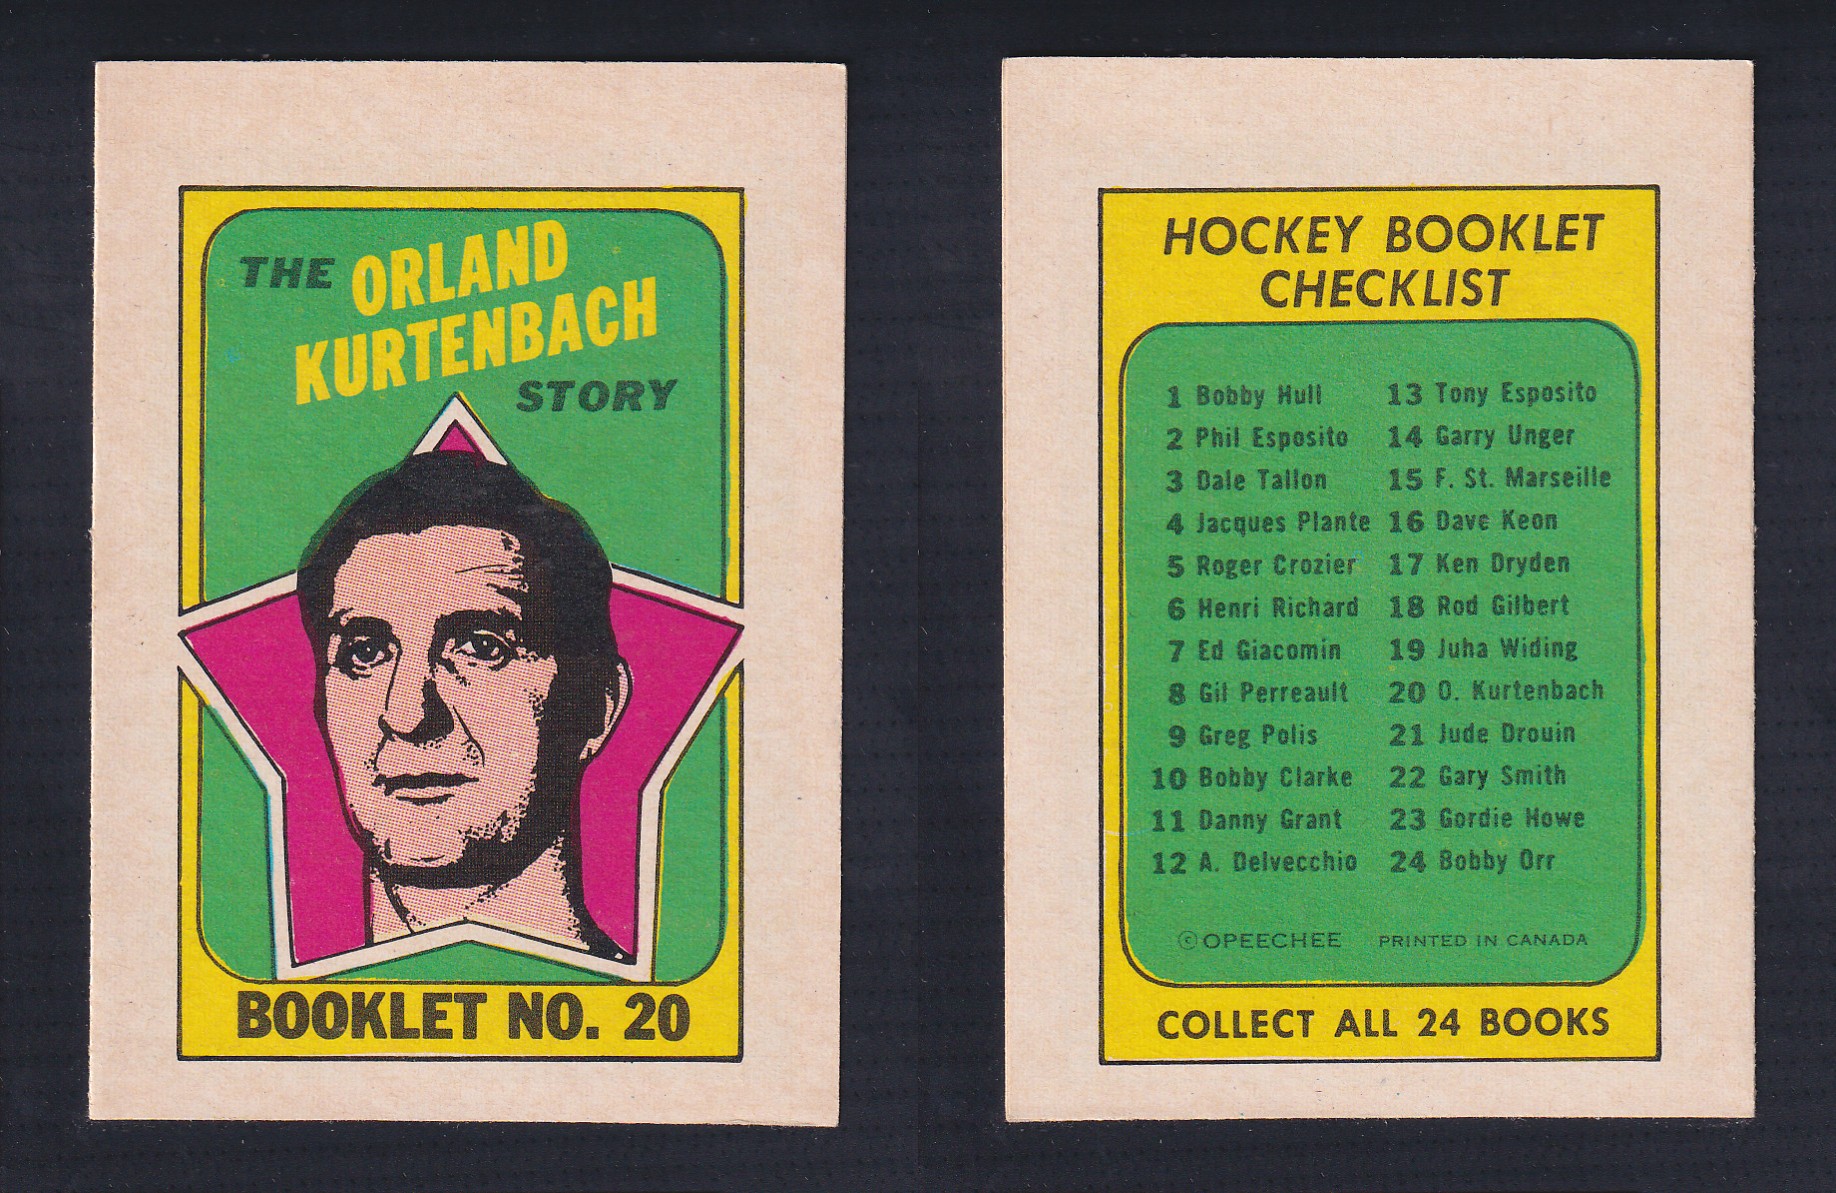 THE ORLAND
KURTENBACH
STORY
BOOKLET NO. 20
HOCKEY BOOKLET
CHECKLIST
1 Bobby Hull
2 Phil Esposito
3 Dale Tallon
4 Jacques Plante
5 Roger Crozier
6 Henri Richard
7 Ed Giacomin
8 Gil Perreault
9 Greg Polis
10 Bobby Clarke
11 Danny Grant
12 A. Delvecchio
13 Tony Esposito
14 Garry Unger
15 F. St. Marseille
16 Dave Keon
17 Ken Dryden
18 Rod Gilbert
19 Juha Widing
20 O. Kurtenbach
21 Jude Drouin
22 Gary Smith
23 Gordie Howe
24 Bobby Orr
© OPEECHEE PRINTED IN CANADA
COLLECT ALL 24 BOOKS